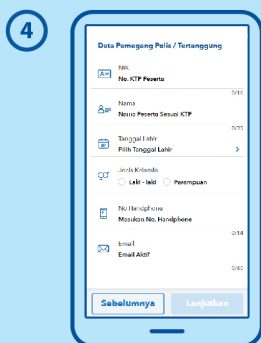 4
Data Pemegang Polis / Tertanggung
NIK
No. KTP Peserta
0/16
Nama
Nama Peserta Sesuai KTP
0/35
Tanggal Lahir
Pilih Tanggal Lahir
Jenis Kelamin
Laki - laki Perempuan
No Handphone
Masukan No. Handphone
0/14
Email
Email Aktif
0/40
Sebelumnya Lanjutkan